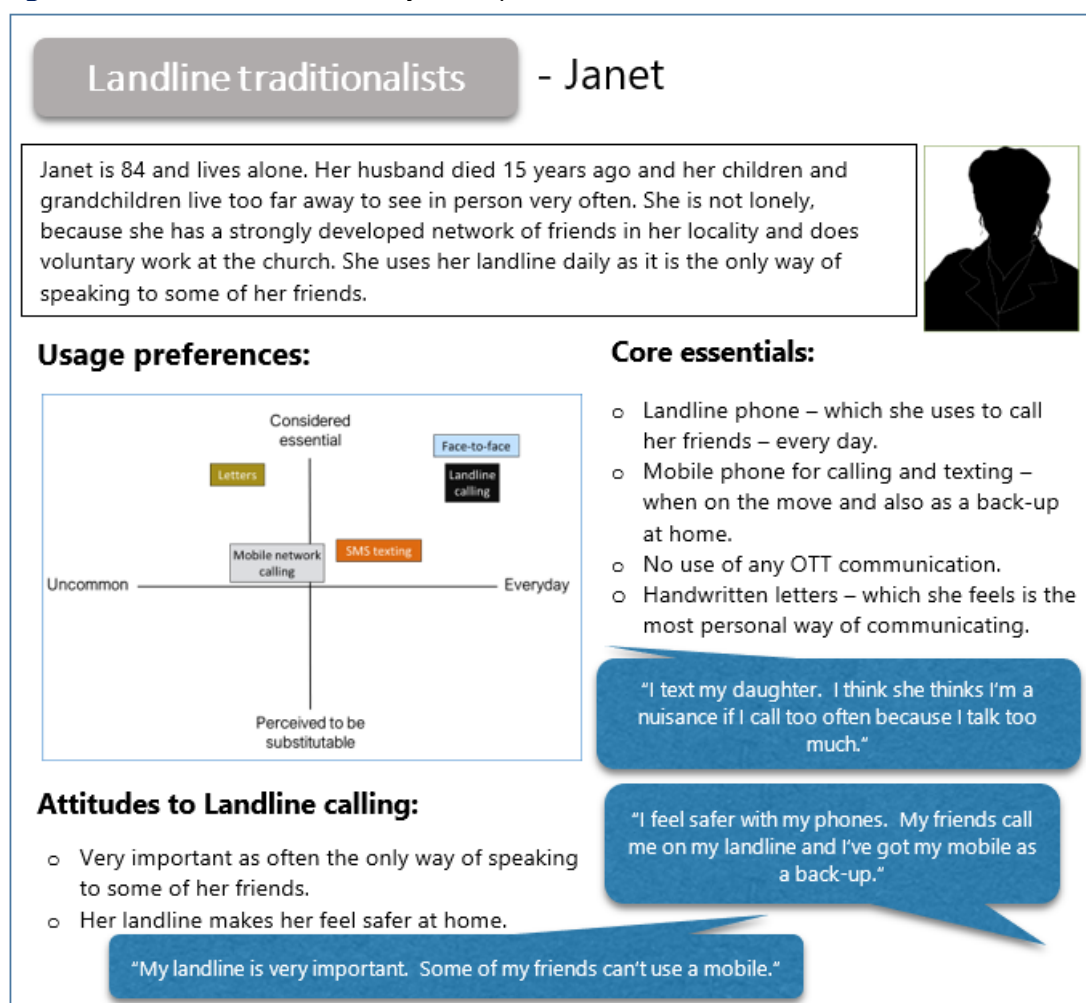 Landline traditionalists
- Janet
Janet is 84 and lives alone. Her husband died 15 years ago and her children and
grandchildren live too far away to see in person very often. She is not lonely,
because she has a strongly developed network of friends in her locality and does
voluntary work at the church. She uses her landline daily as it is the only way of
speaking to some of her friends.
Usage preferences:
Considered
essential
Face-to-face
Letters
Landline
calling
SMS texting
Mobile network
calling
Uncommon
Everyday
Perceived to be
substitutable
Core essentials:
o Landline phone – which she uses to call
her friends – every day.
o Mobile phone for calling and texting –
when on the move and also as a back-up
at home.
o No use of any OTT communication.
o Handwritten letters – which she feels is the
most personal way of communicating.
"I text my daughter. I think she thinks I'm a
nuisance if I call too often because I talk too
much."
"I feel safer with my phones. My friends call
me on my landline and I've got my mobile as
a back-up."
Attitudes to Landline calling:
o Very important as often the only way of speaking
to some of her friends.
o Her landline makes her feel safer at home.
"My landline is very important. Some of my friends can't use a mobile."